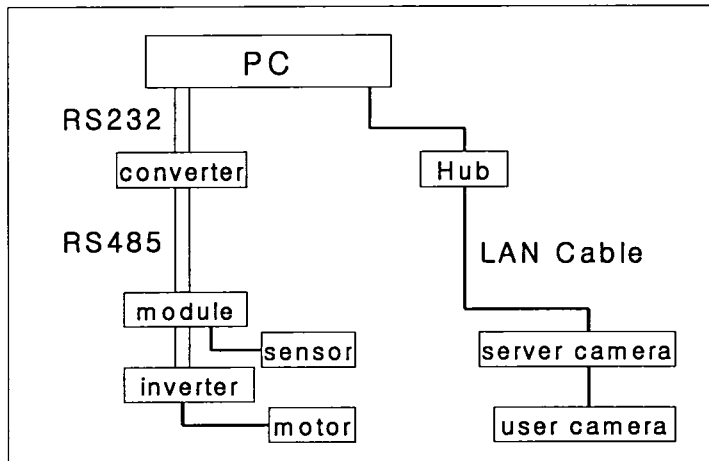 PC
RS232
converter
Hub
RS485
LAN Cable
module
sensor
server camera
inverter
motor
user camera